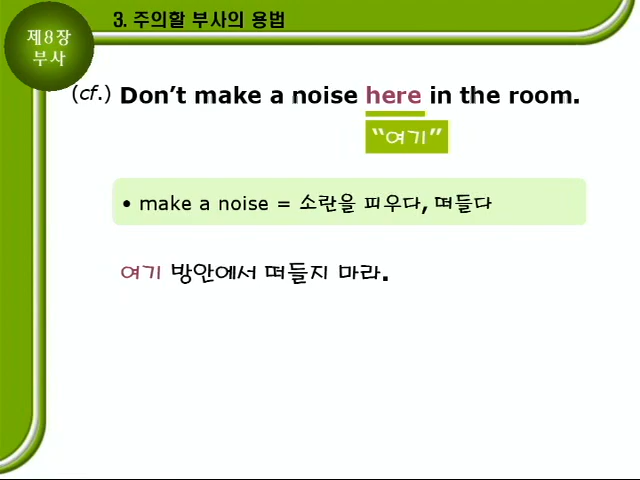 3. 주의할 부사의 용법
제8장
부사
(cf.) Don’t make a noise here in the room.
“여기”
• make a noise = 소란을 피우다, 떠들다
여기 방안에서 떠들지 마라.